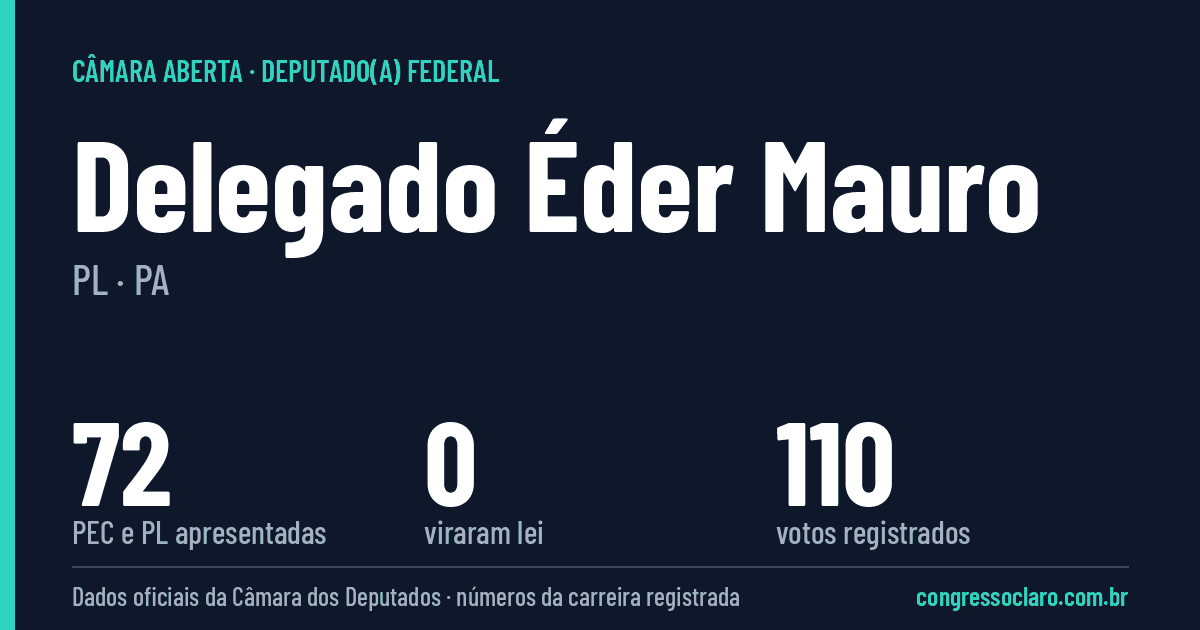 CÂMARA ABERTA · DEPUTADO(A) FEDERAL
Delegado Éder Mauro
PL · PA
72 0 110
PEC e PL apresentadas viraram lei votos registrados
Dados oficiais da Câmara dos Deputados · números da carreira registrada congressoclaro.com.br